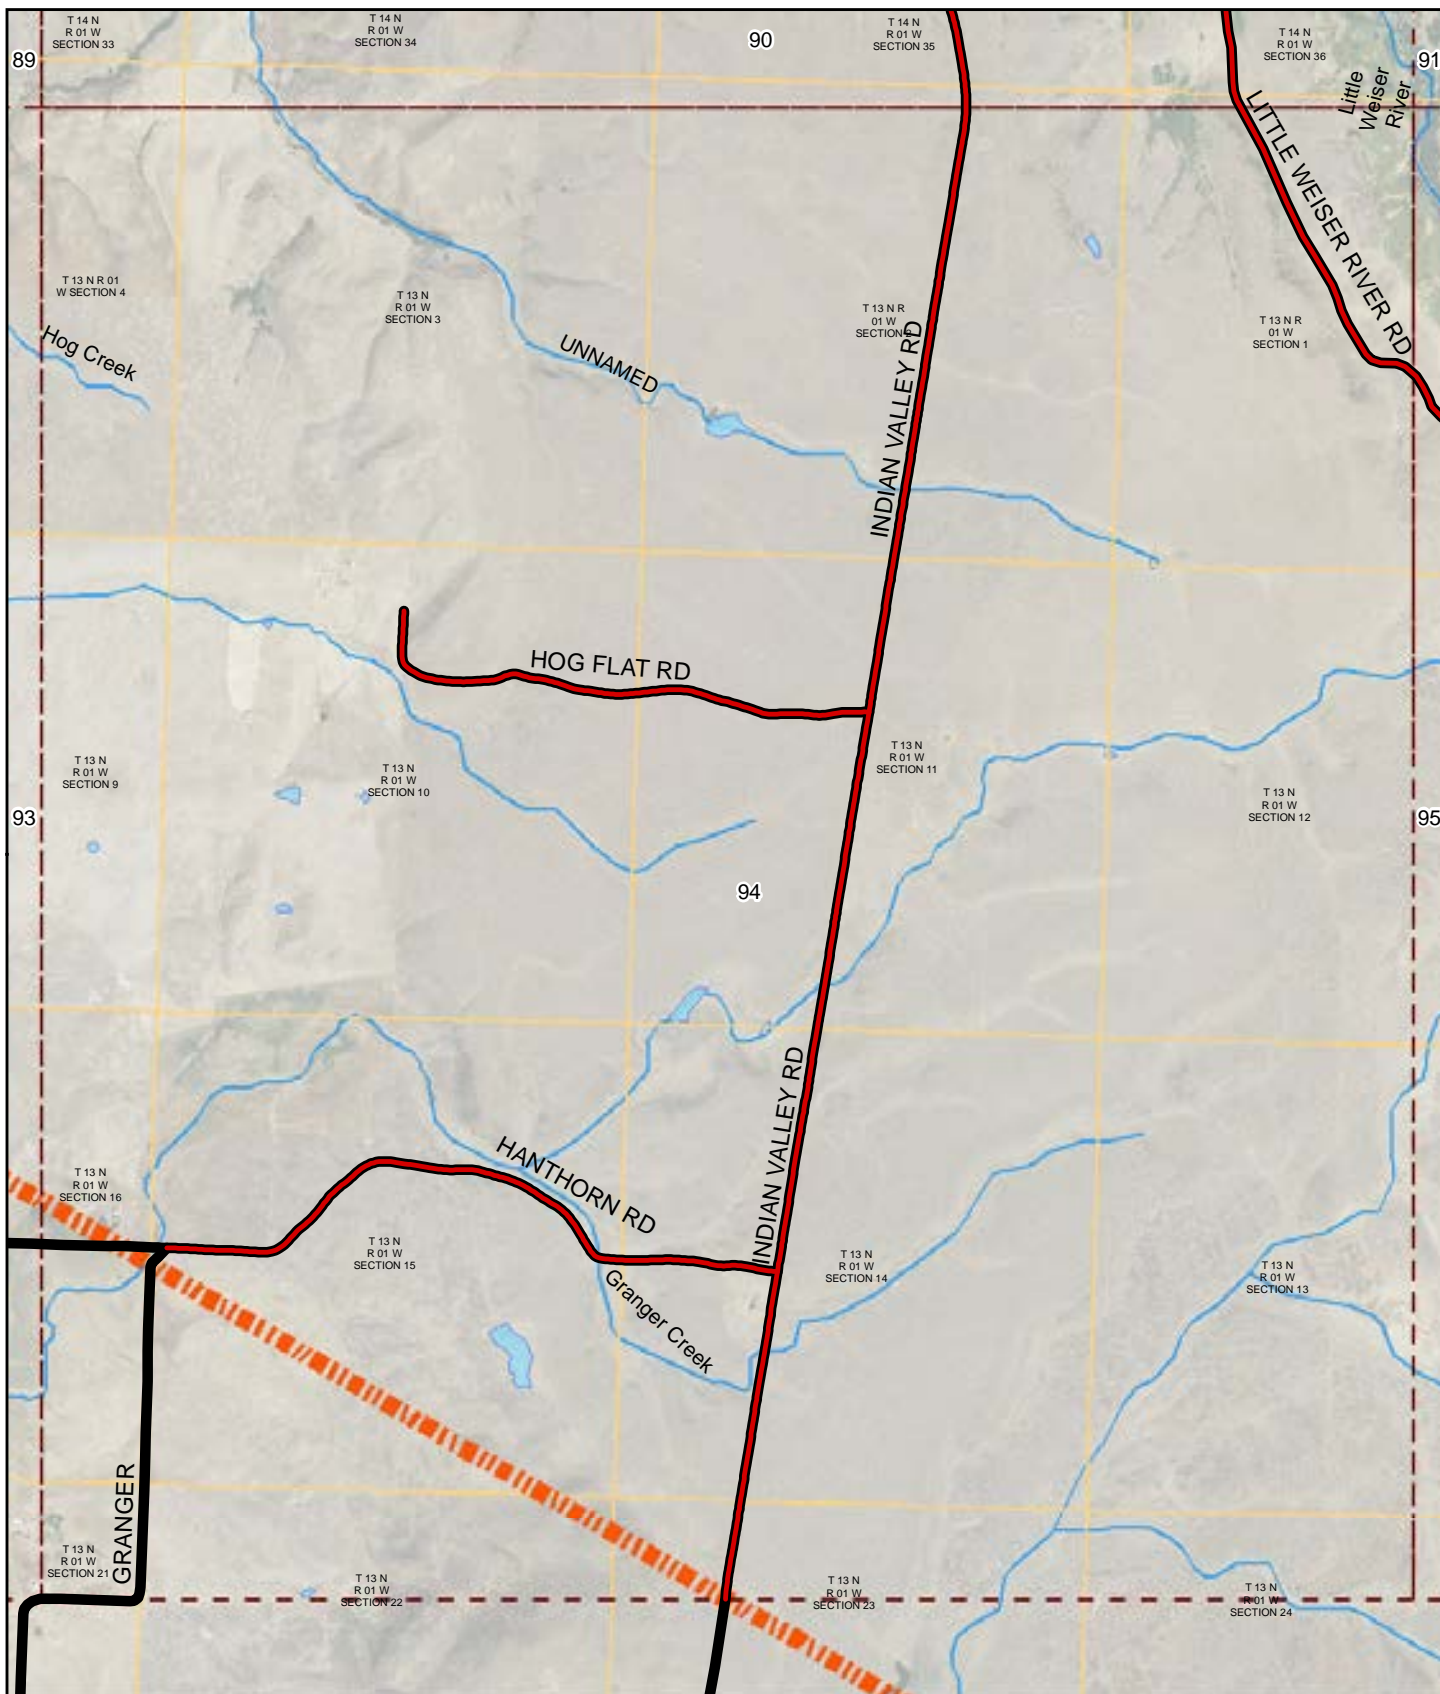 T 14 N
R 01 W
SECTION 33
T 14 N
R 01 W
SECTION 34
90
T 14 N
R 01 W
SECTION 35
T 14 N
R 01 W
SECTION 36
89
91
Little
Weiser
River
LITTLE WEISER RIVER RD
T 13 N R 01
W SECTION 4
T 13 N
R 01 W
SECTION 3
T 13 N R
01 W
SECTION
T 13 N R
01 W
SECTION 1
Hog Creek
UNNAMED
INDIAN VALLEY RD
HOG FLAT RD
T 13 N
R 01 W
SECTION 9
T 13 N
R 01 W
SECTION 10
T 13 N
R 01 W
SECTION 11
T 13 N
R 01 W
SECTION 12
93
95
94
INDIAN VALLEY RD
HANTHORN RD
T 13 N
R 01 W
SECTION 16
T 13 N
R 01 W
SECTION 15
T 13 N
R 01 W
SECTION 14
T 13 N
R 01 W
SECTION 13
Granger Creek
GRANGER
T 13 N
R 01 W
SECTION 21
T 13 N
R 01 W
SECTION 22
T 13 N
R 01 W
SECTION 23
T 13 N
R 01 W
SECTION 24